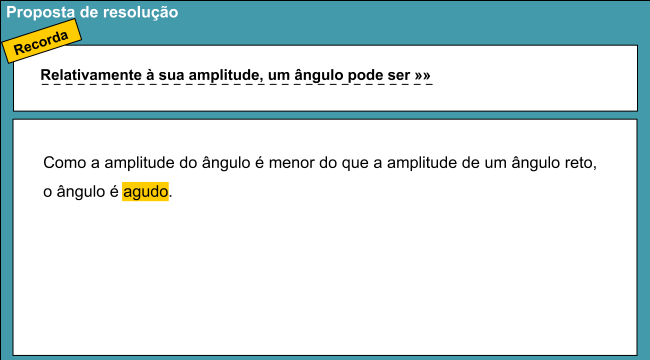 Proposta de resolução
Recorda
Relativamente à sua amplitude, um ângulo pode ser »»
Como a amplitude do ângulo é menor do que a amplitude de um ângulo reto,
o ângulo é agudo.